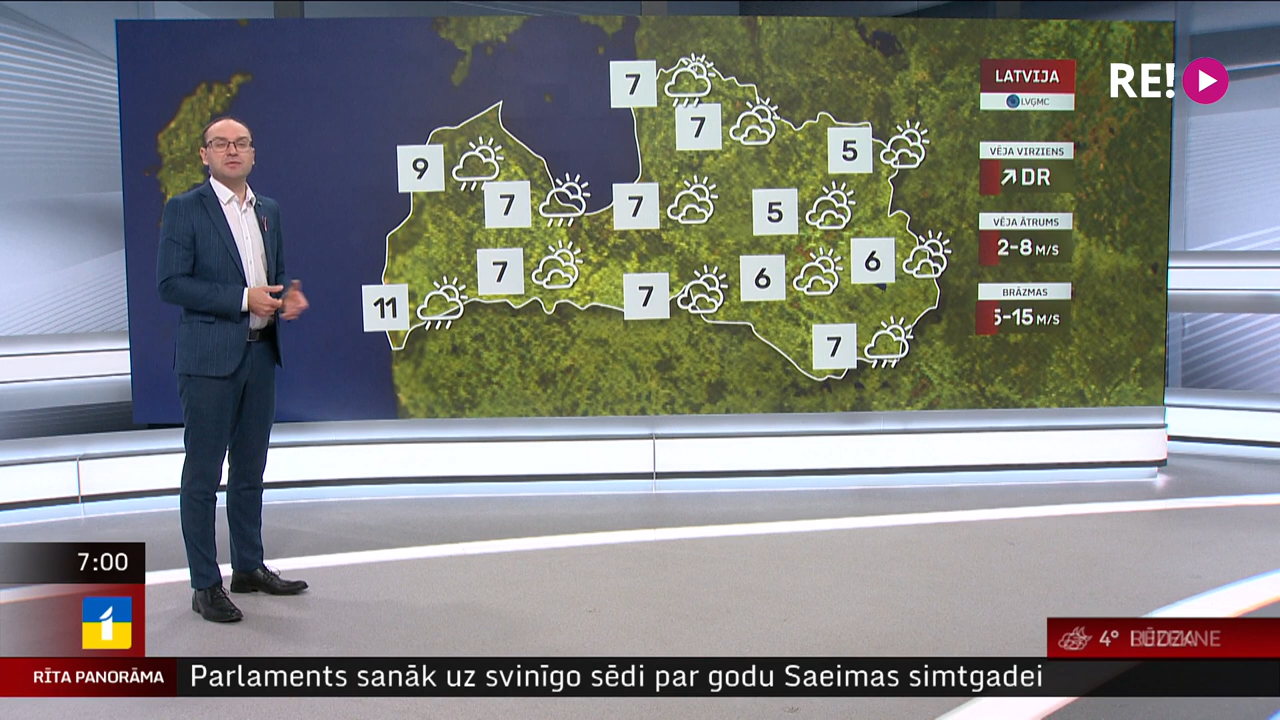 RE!
LATVIJA
LVĢMC
7
7
5
9
VĒJA VIRZIENS
DR
7
7
5
VĒJA ĀTRUMS
2-8 M/S
7
6
6
BRĀZMAS
5-15 M/S
11
7
7
7:00
1
4°
RĪTA PANORĀMA
Parlaments sanāk uz svinīgo sēdi par godu Saeimas simtgadei